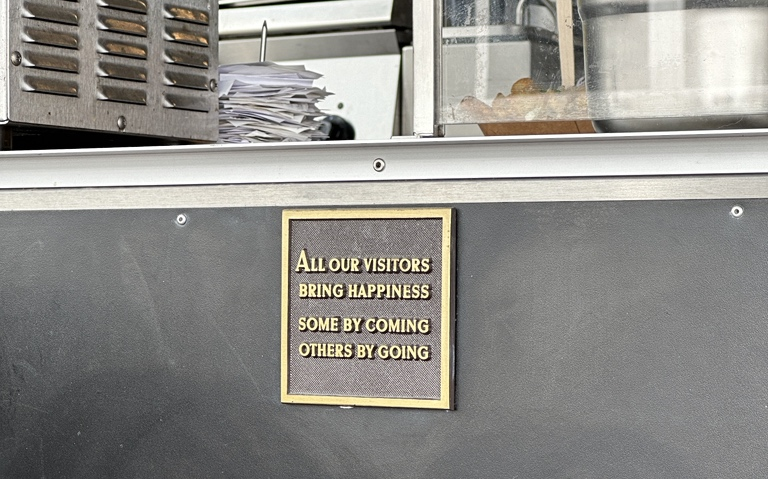 ALL OUR VISITORS
BRING HAPPINESS
SOME BY COMING
OTHERS BY GOING